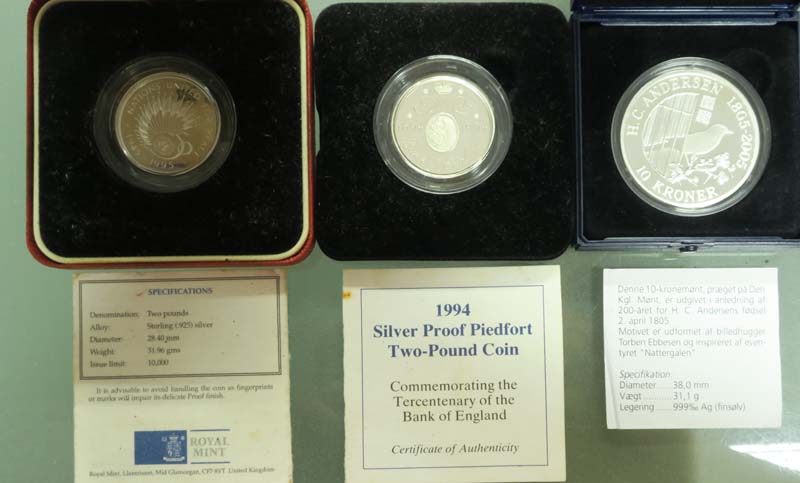 NATIONS UNITED FOR PEACE
1945 1995
H.C. ANDERSEN 1805-2005
10 KRONER
SPECIFICATIONS
Denomination: Two pounds
Alloy: Sterling (.925) silver
Diameter: 28.40 mm
Weight: 31.96 gms
Issue limit: 10,000
It is advisable to avoid handling the coin as fingerprints
or marks will impair its delicate Proof finish.
ROYAL
MINT
Royal Mint, Llantrisant, Mid Glamorgan, CF7 8YT United Kingdom
1994
Silver Proof Piedfort
Two-Pound Coin
Commemorating the
Tercentenary of the
Bank of England
Certificate of Authenticity
Denne 10-kronemønt, præget på Den
Kgl. Mønt, er udgivet i anledning af
200-året for H. C. Andersens fødsel
2. april 1805.
Motivet er udformet af billedhugger
Torben Ebbesen og inspireret af even-
tyret "Nattergalen"
Specifikation:
Diameter ..... 38,0 mm
Vægt ............ 31,1 g
Legering ....... 999‰ Ag (finsølv)